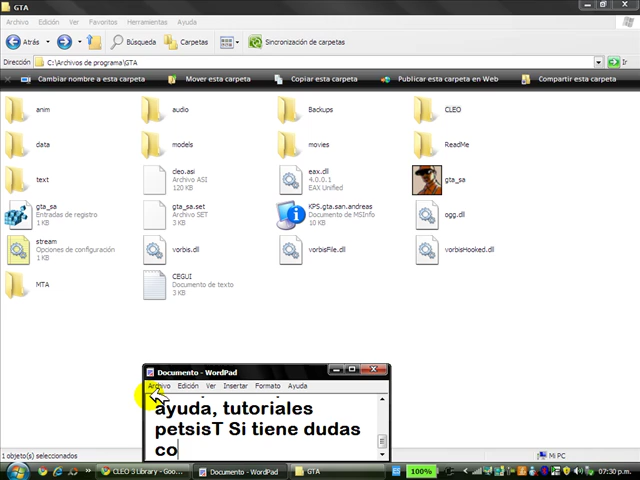 GTA
Archivo Edición Ver Favoritos Herramientas Ayuda
Atrás Búsqueda Carpetas Sincronización de carpetas
Dirección C:\Archivos de programa\GTA Ir
Cambiar nombre a esta carpeta Mover esta carpeta Copiar esta carpeta Publicar esta carpeta en Web Compartir esta carpeta
anim audio Backups CLEO
data models movies ReadMe
text
cleo.asi
Archivo ASI
120 KB
eax.dll
4.0.0.1
EAX Unified
gta_sa
gta_sa
Entradas de registro
1 KB
gta_sa.set
Archivo SET
3 KB
KPS.gta.san.andreas
Documento de MSInfo
10 KB
ogg.dll
stream
Opciones de configuración
1 KB
vorbis.dll
vorbisFile.dll
vorbisHooked.dll
MTA
CEGUI
Documento de texto
3 KB
Documento - WordPad
Archivo Edición Ver Insertar Formato Ayuda
ayuda, tutoriales
petsisT Si tiene dudas
co
1 objeto(s) seleccionados
Mi PC
CLEO 3 Library - Goo... Documento - WordPad GTA
100%
07:30 p.m.